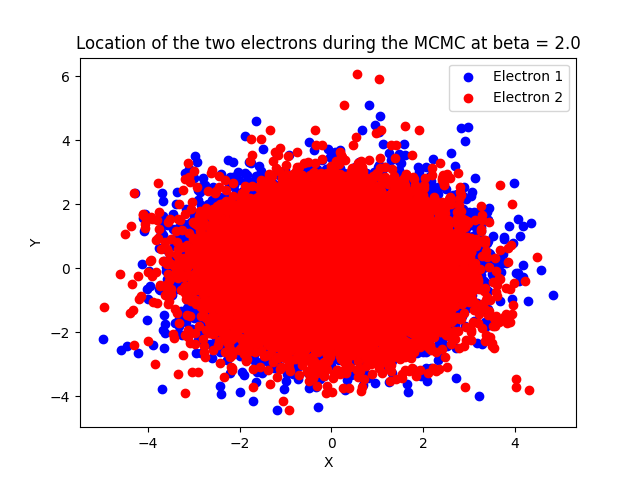 Location of the two electrons during the MCMC at beta = 2.0
Electron 1
Electron 2
6
4
2
0
−2
−4
Y
−4
−2
0
2
4
X